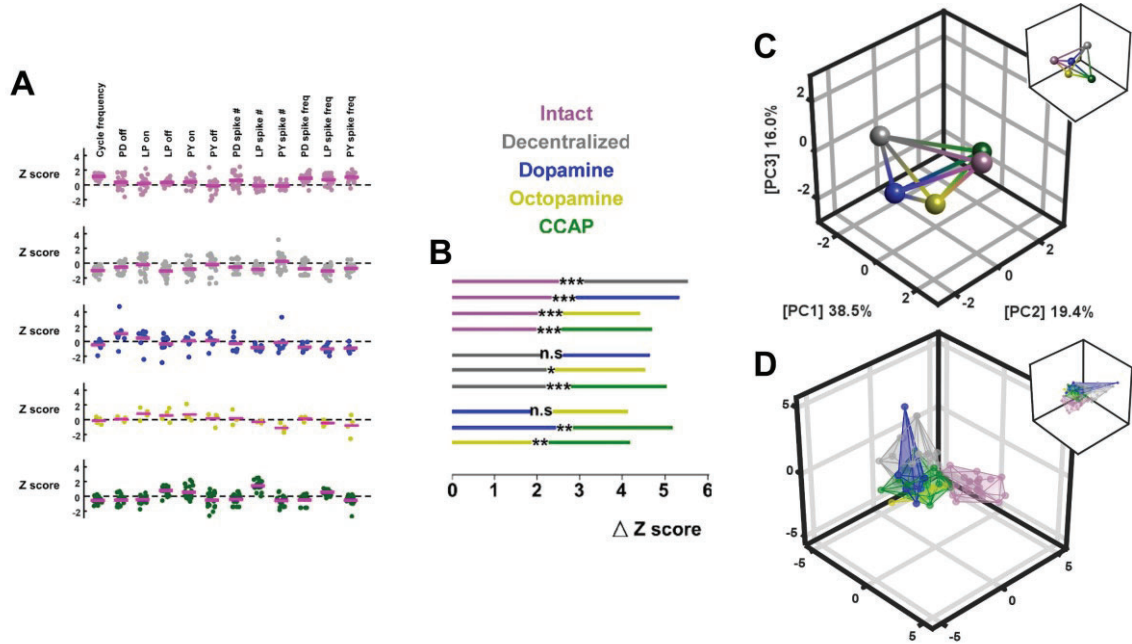 A
Cycle frequency
PD off
LP on
LP off
PY on
PY off
PD spike #
LP spike #
PY spike #
PD spike freq
LP spike freq
PY spike freq
Z score
4
2
0
-2
Z score
4
2
0
-2
Z score
4
2
0
-2
Z score
4
2
0
-2
Z score
4
2
0
-2
Intact
Decentralized
Dopamine
Octopamine
CCAP
B
***
***
***
***
n.s
*
***
n.s
**
**
0 1 2 3 4 5 6
△ Z score
C
[PC3] 16.0%
2
0
-2
-2
0
2
-2
0
2
[PC1] 38.5%
[PC2] 19.4%
D
5
0
-5
-5
0
5
-5
0
5